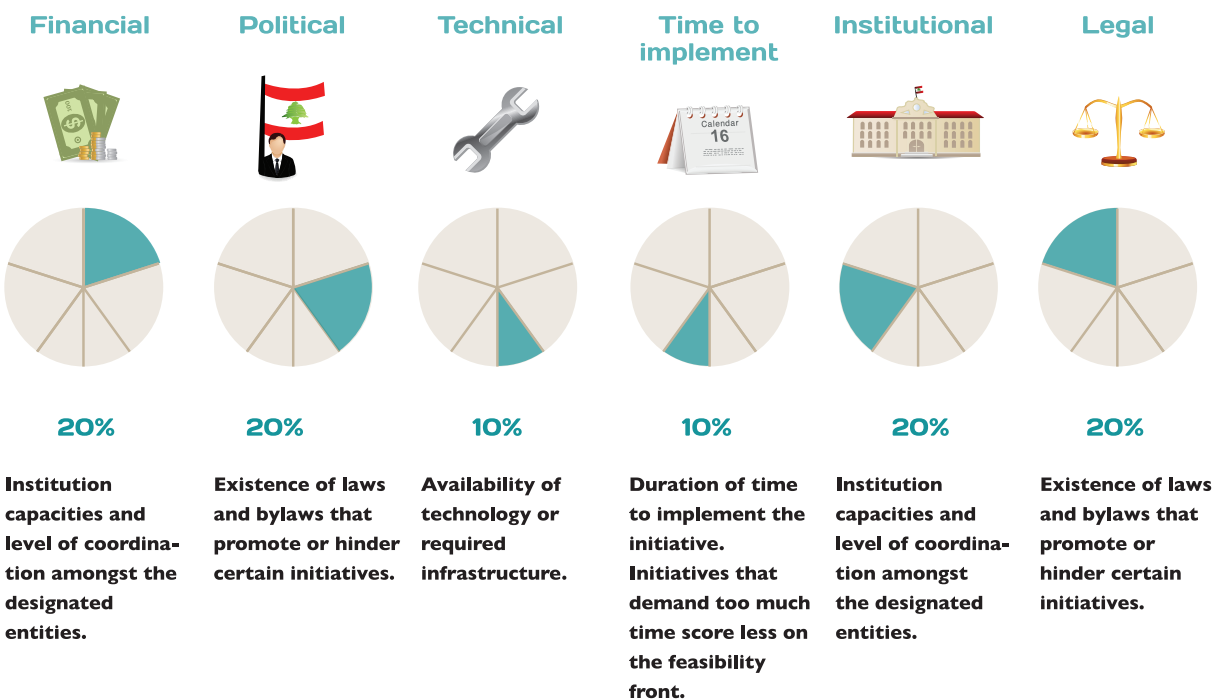 Financial
Political
Technical
Time to
implement
Institutional
Legal
Calendar
16
20%
20%
10%
10%
20%
20%
Institution
capacities and
level of coordina-
tion amongst the
designated
entities.
Existence of laws
and bylaws that
promote or hinder
certain initiatives.
Availability of
technology or
required
infrastructure.
Duration of time
to implement the
initiative.
Initiatives that
demand too much
time score less on
the feasibility
front.
Institution
capacities and
level of coordina-
tion amongst
the designated
entities.
Existence of laws
and bylaws that
promote or
hinder certain
initiatives.